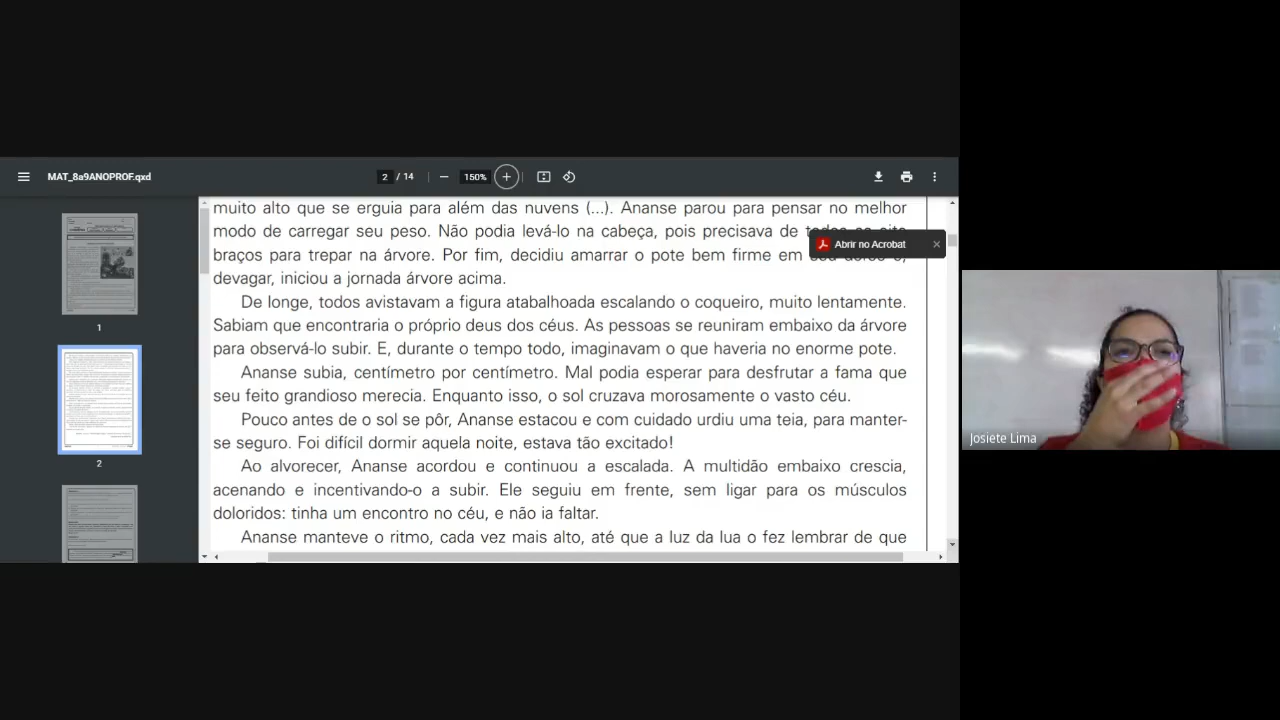 MAT_8a9ANOPROF.qxd
2 / 14
150%
muito alto que se erguia para além das nuvens (...). Ananse parou para pensar no melhor
modo de carregar seu peso. Não podia levá-lo na cabeça, pois precisava de
Abrir no Acrobat
braços para trepar na árvore. Por fim, decidiu amarrar o pote bem firme em
devagar, iniciou a jornada árvore acima.
De longe, todos avistavam a figura atabalhoada escalando o coqueiro, muito lentamente.
Sabiam que encontraria o próprio deus dos céus. As pessoas se reuniram embaixo da árvore
para observá-lo subir. E, durante o tempo todo, imaginavam o que haveria no enorme pote.
Ananse subia, centímetro por centímetro. Mal podia esperar para desfrutar a fama que
seu feito grandioso merecia. Enquanto isso, o sol cruzava morosamente o vasto céu.
Pouco antes de o sol se pôr, Ananse estacou e com cuidado urdiu uma teia, para manter-
se seguro. Foi difícil dormir aquela noite, estava tão excitado!
Ao alvorecer, Ananse acordou e continuou a escalada. A multidão embaixo crescia,
acenando e incentivando-o a subir. Ele seguiu em frente, sem ligar para os músculos
doloridos: tinha um encontro no céu, e não ia faltar.
Ananse manteve o ritmo, cada vez mais alto, até que a luz da lua o fez lembrar de que
1
2
Josiete Lima